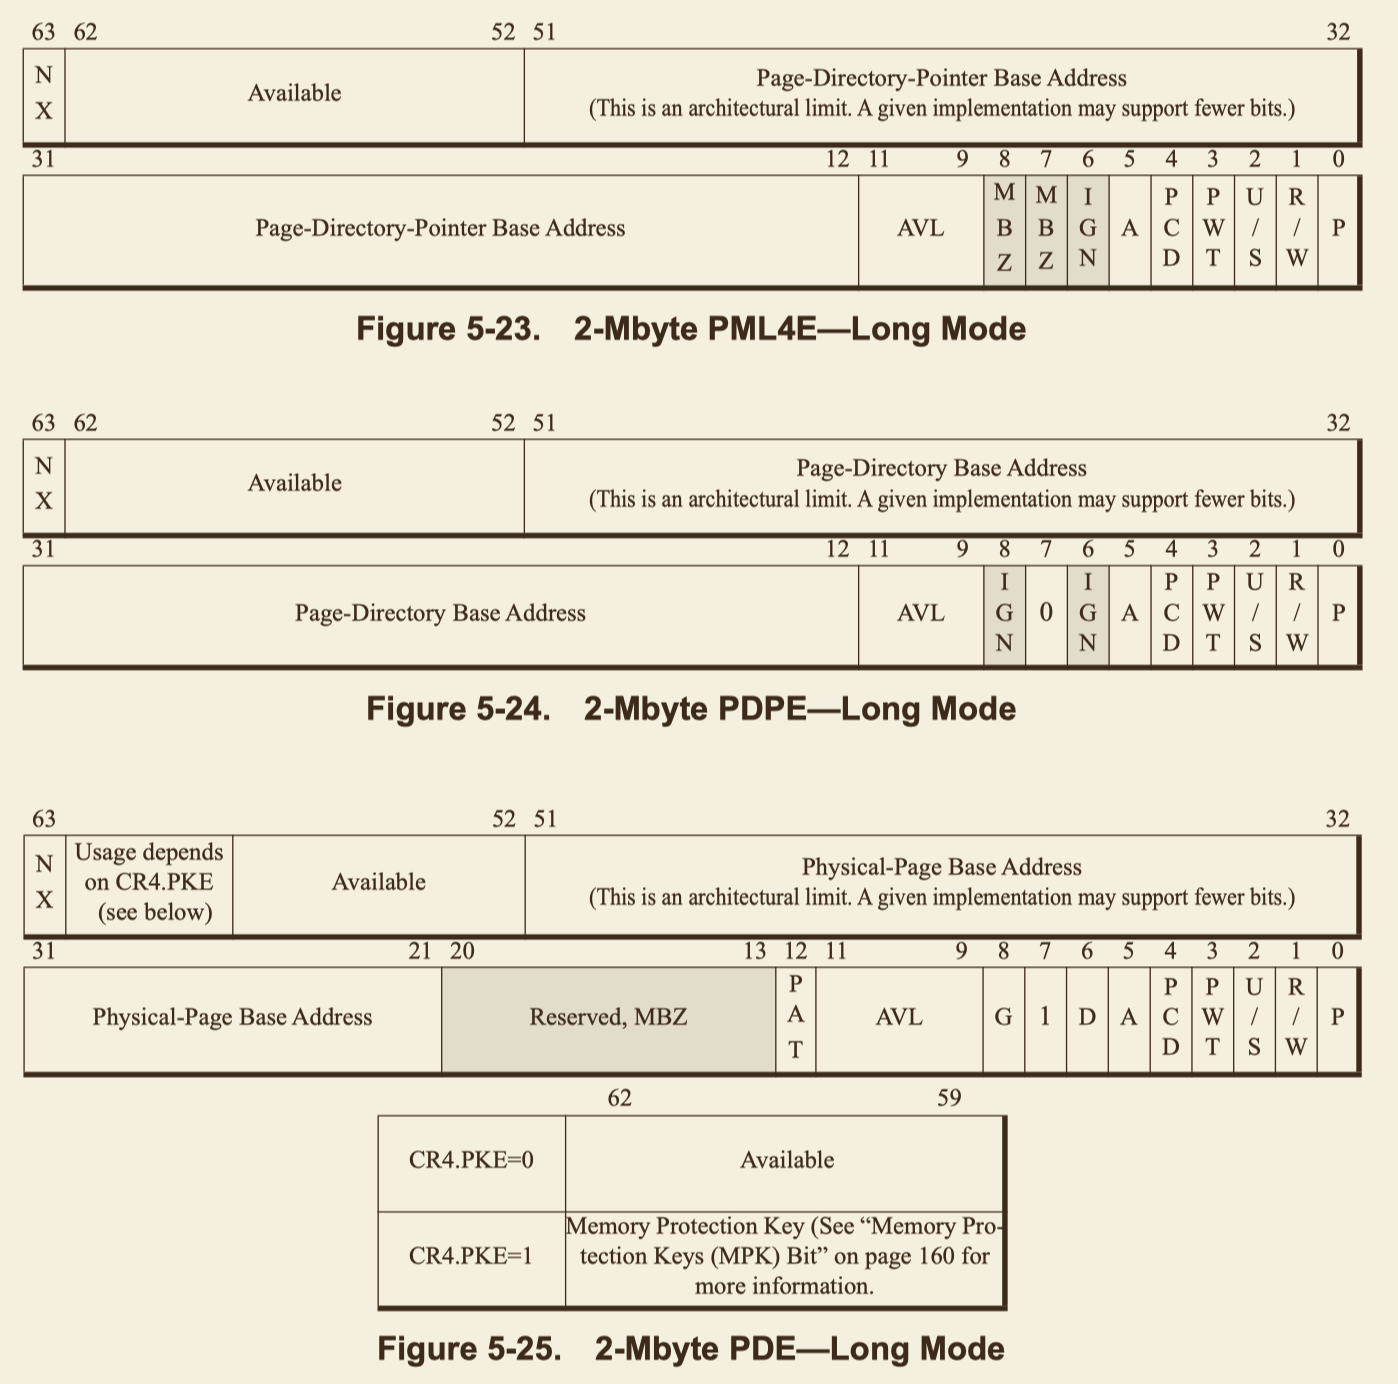 63 62 52 51 32
N X
Available
Page-Directory-Pointer Base Address
(This is an architectural limit. A given implementation may support fewer bits.)
31 12 11 9 8 7 6 5 4 3 2 1 0
Page-Directory-Pointer Base Address
AVL
MBZ
MBZ
IGN
A
PCD
PWT
U/S
R/W
P
Figure 5-23. 2-Mbyte PML4E—Long Mode
63 62 52 51 32
N X
Available
Page-Directory Base Address
(This is an architectural limit. A given implementation may support fewer bits.)
31 12 11 9 8 7 6 5 4 3 2 1 0
Page-Directory Base Address
AVL
IGN
0
IGN
A
PCD
PWT
U/S
R/W
P
Figure 5-24. 2-Mbyte PDPE—Long Mode
63 52 51 32
N X
Usage depends
on CR4.PKE
(see below)
Available
Physical-Page Base Address
(This is an architectural limit. A given implementation may support fewer bits.)
31 21 20 13 12 11 9 8 7 6 5 4 3 2 1 0
Physical-Page Base Address
Reserved, MBZ
PAT
AVL
G
1
D
A
PCD
PWT
U/S
R/W
P
62 59
CR4.PKE=0
Available
CR4.PKE=1
Memory Protection Key (See “Memory Pro-
tection Keys (MPK) Bit” on page 160 for
more information.
Figure 5-25. 2-Mbyte PDE—Long Mode